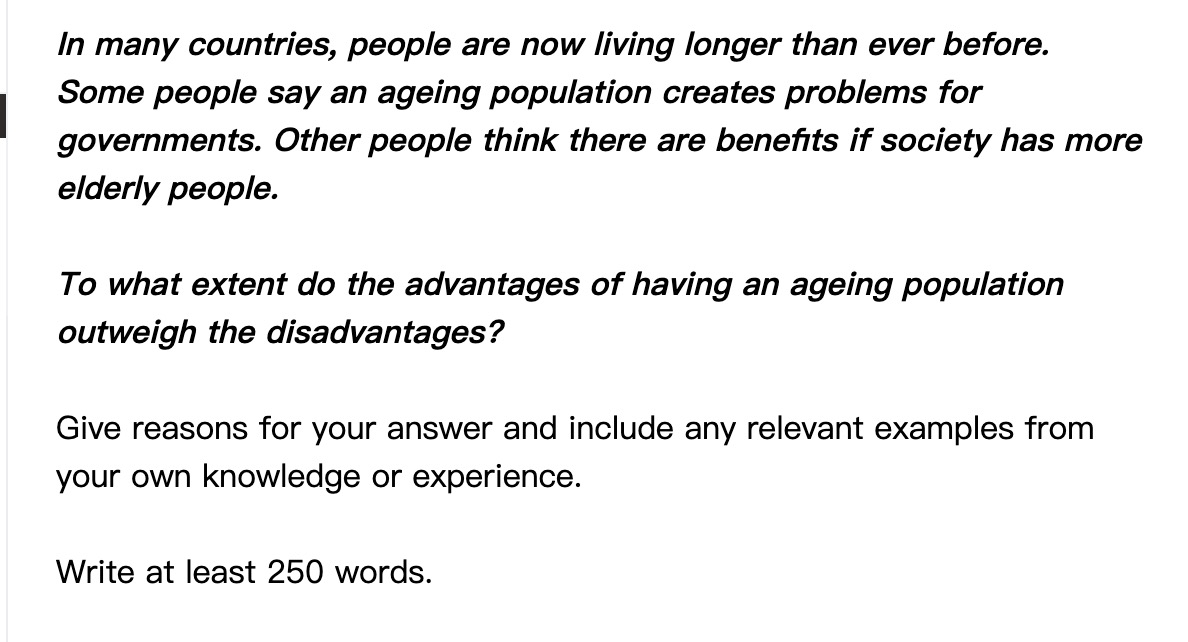 In many countries, people are now living longer than ever before.
Some people say an ageing population creates problems for
governments. Other people think there are benefits if society has more
elderly people.
To what extent do the advantages of having an ageing population
outweigh the disadvantages?
Give reasons for your answer and include any relevant examples from
your own knowledge or experience.
Write at least 250 words.